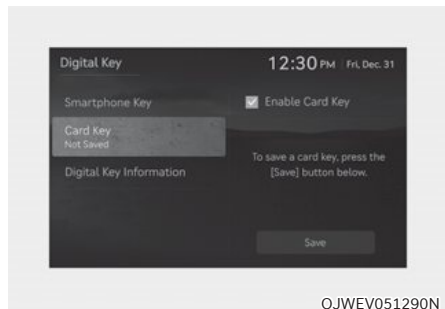 Digital Key
12:30 PM Fri, Dec. 31
Smartphone Key
Enable Card Key
Card Key
Not Saved
To save a card key, press the
[Save] button below.
Digital Key Information
Save
OJWEV051290N